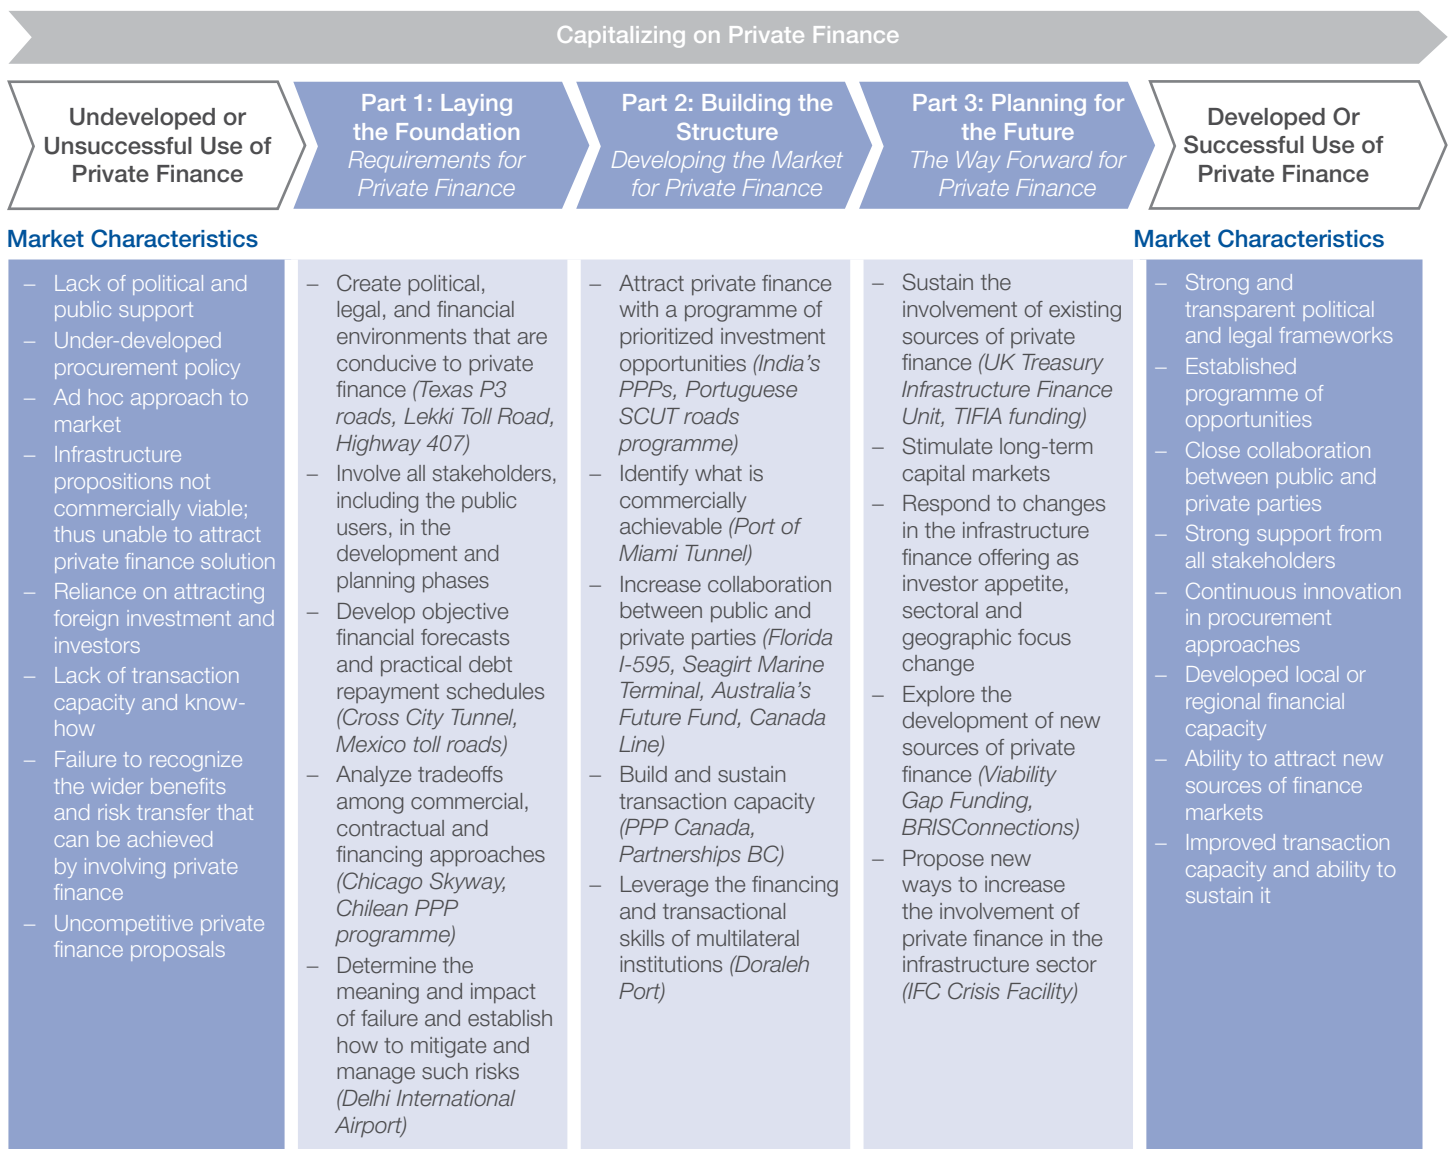 Capitalizing on Private Finance
Undeveloped or
Unsuccessful Use of
Private Finance
Part 1: Laying
the Foundation
Requirements for
Private Finance
Part 2: Building the
Structure
Developing the Market
for Private Finance
Part 3: Planning for
the Future
The Way Forward for
Private Finance
Developed Or
Successful Use of
Private Finance
Market Characteristics
– Lack of political and
public support
– Under-developed
procurement policy
– Ad hoc approach to
market
– Infrastructure
propositions not
commercially viable;
thus unable to attract
private finance solution
– Reliance on attracting
foreign investment and
investors
– Lack of transaction
capacity and know-
how
– Failure to recognize
the wider benefits
and risk transfer that
can be achieved
by involving private
finance
– Uncompetitive private
finance proposals
– Create political,
legal, and financial
environments that are
conducive to private
finance (Texas P3
roads, Lekki Toll Road,
Highway 407)
– Involve all stakeholders,
including the public
users, in the
development and
planning phases
– Develop objective
financial forecasts
and practical debt
repayment schedules
(Cross City Tunnel,
Mexico toll roads)
– Analyze tradeoffs
among commercial,
contractual and
financing approaches
(Chicago Skyway,
Chilean PPP
programme)
– Determine the
meaning and impact
of failure and establish
how to mitigate and
manage such risks
(Delhi International
Airport)
– Attract private finance
with a programme of
prioritized investment
opportunities (India's
PPPs, Portuguese
SCUT roads
programme)
– Identify what is
commercially
achievable (Port of
Miami Tunnel)
– Increase collaboration
between public and
private parties (Florida
I-595, Seagirt Marine
Terminal, Australia's
Future Fund, Canada
Line)
– Build and sustain
transaction capacity
(PPP Canada,
Partnerships BC)
– Leverage the financing
and transactional
skills of multilateral
institutions (Doraleh
Port)
– Sustain the
involvement of existing
sources of private
finance (UK Treasury
Infrastructure Finance
Unit, TIFIA funding)
– Stimulate long-term
capital markets
– Respond to changes
in the infrastructure
finance offering as
investor appetite,
sectoral and
geographic focus
change
– Explore the
development of new
sources of private
finance (Viability
Gap Funding,
BRISConnections)
– Propose new
ways to increase
the involvement of
private finance in the
infrastructure sector
(IFC Crisis Facility)
Market Characteristics
– Strong and
transparent political
and legal frameworks
– Established
programme of
opportunities
– Close collaboration
between public and
private parties
– Strong support from
all stakeholders
– Continuous innovation
in procurement
approaches
– Developed local or
regional financial
capacity
– Ability to attract new
sources of finance
markets
– Improved transaction
capacity and ability to
sustain it